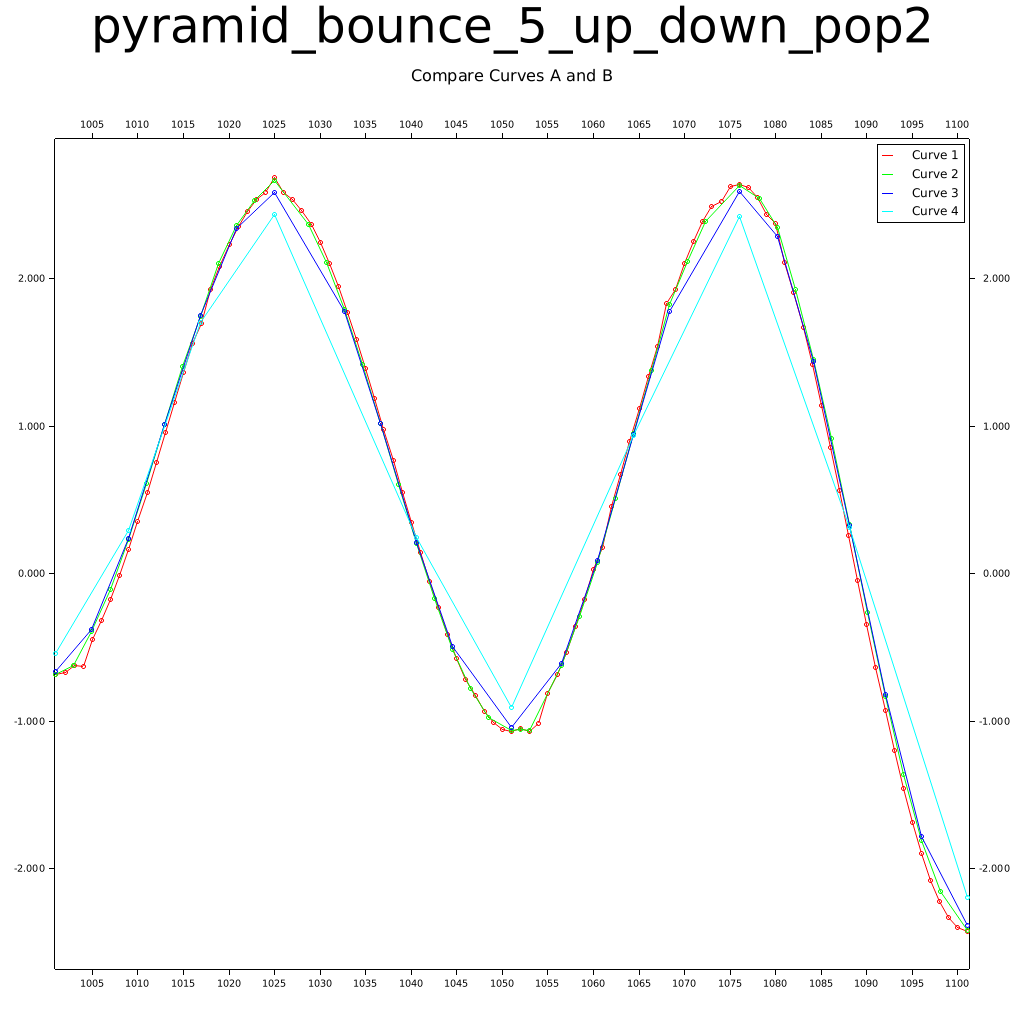 pyramid_bounce_5_up_down_pop2
Compare Curves A and B
1005 1010 1015 1020 1025 1030 1035 1040 1045 1050 1055 1060 1065 1070 1075 1080 1085 1090 1095 1100
Curve 1
Curve 2
Curve 3
Curve 4
2.000 2.000
1.000 1.000
0.000 0.000
-1.000 -1.000
-2.000 -2.000
1005 1010 1015 1020 1025 1030 1035 1040 1045 1050 1055 1060 1065 1070 1075 1080 1085 1090 1095 1100